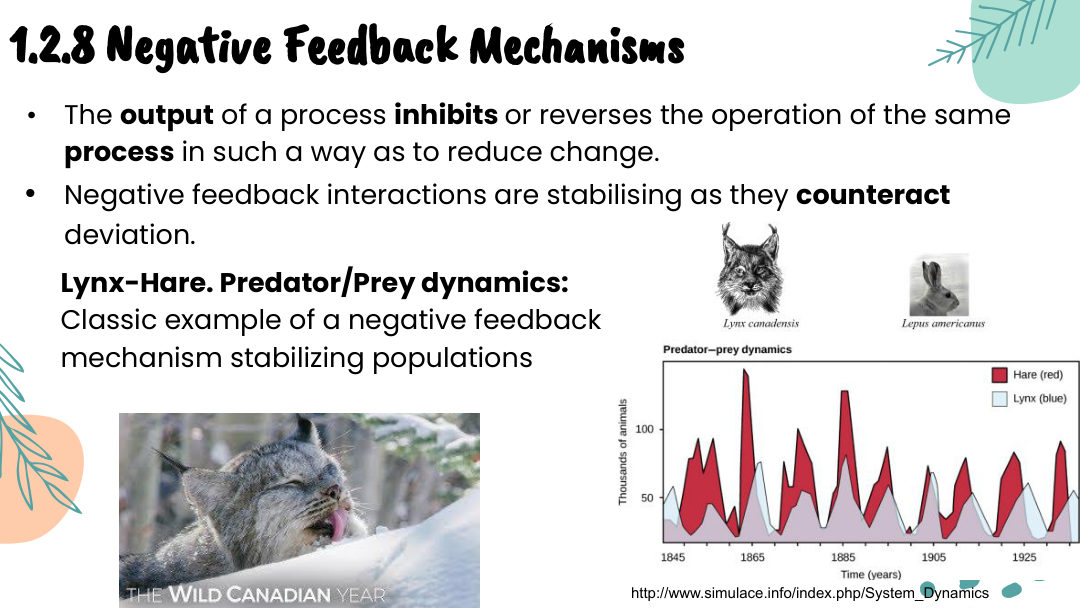 1.2.8 Negative Feedback Mechanisms
• The output of a process inhibits or reverses the operation of the same
process in such a way as to reduce change.
• Negative feedback interactions are stabilising as they counteract
deviation.
Lynx-Hare. Predator/Prey dynamics:
Classic example of a negative feedback
mechanism stabilizing populations
Lynx canadensis
Lepus americanus
Predator–prey dynamics
Hare (red)
Lynx (blue)
Thousands of animals
100
50
1845 1865 1885 1905 1925
Time (years)
THE WILD CANADIAN YEAR
http://www.simulace.info/index.php/System_Dynamics